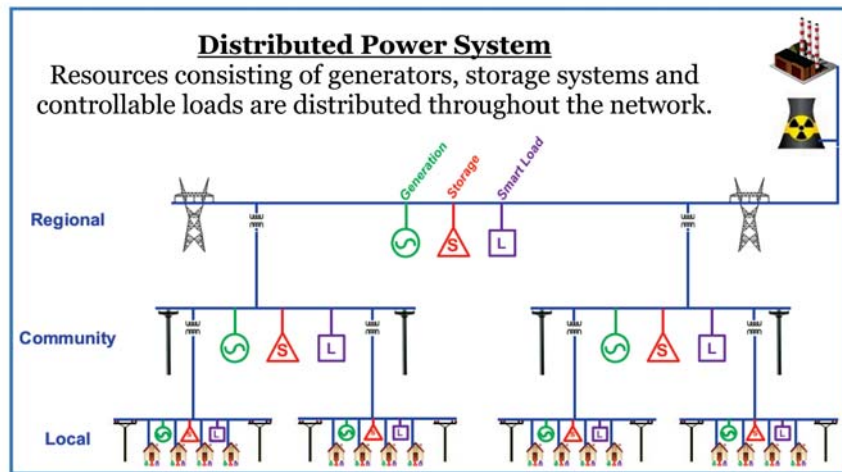 Distributed Power System
Resources consisting of generators, storage systems and
controllable loads are distributed throughout the network.
Generation
Storage
Smart Load
Regional
S
L
Community
S
L
S
L
Local
S
L
S
L
S
L
S
L